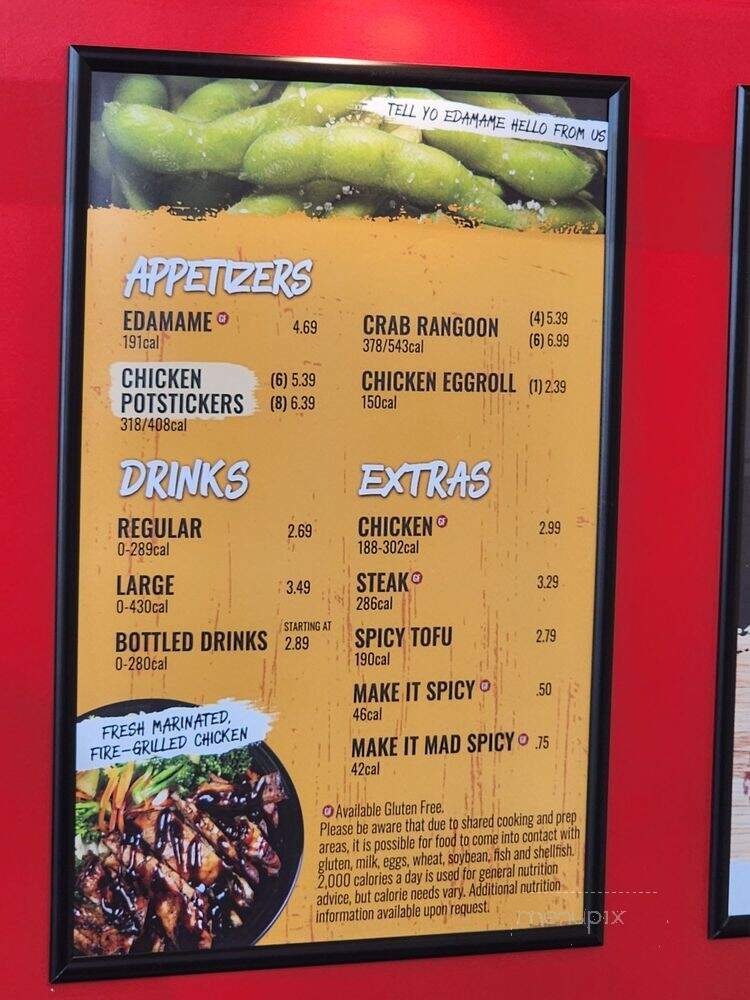 TELL YO EDAMAME HELLO FROM US
APPETIZERS
EDAMAME GF 4.69
191cal
CHICKEN
POTSTICKERS
(6) 5.39
(8) 6.39
318/408cal
CRAB RANGOON
(4) 5.39
(6) 6.99
378/543cal
CHICKEN EGGROLL (1) 2.39
150cal
DRINKS
REGULAR 2.69
0-289cal
LARGE 3.49
0-430cal
BOTTLED DRINKS
STARTING AT
2.89
0-280cal
EXTRAS
CHICKEN GF 2.99
188-302cal
STEAK GF 3.29
286cal
SPICY TOFU 2.79
190cal
MAKE IT SPICY GF .50
46cal
MAKE IT MAD SPICY GF .75
42cal
FRESH MARINATED,
FIRE-GRILLED CHICKEN
GF Available Gluten Free.
Please be aware that due to shared cooking and prep
areas, it is possible for food to come into contact with
gluten, milk, eggs, wheat, soybean, fish and shellfish.
2,000 calories a day is used for general nutrition
advice, but calorie needs vary. Additional nutrition
information available upon request.
menupix